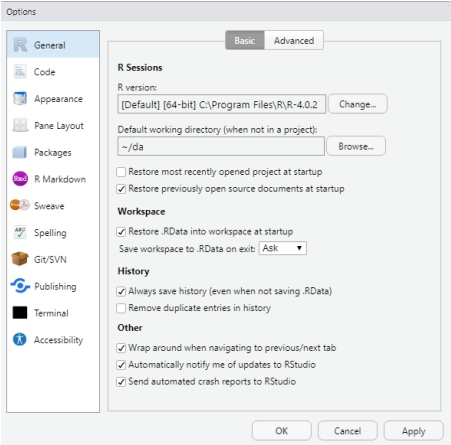 Options
General
Code
Appearance
Pane Layout
Packages
R Markdown
Sweave
Spelling
Git/SVN
Publishing
Terminal
Accessibility
Basic Advanced
R Sessions
R version:
[Default] [64-bit] C:\Program Files\R\R-4.0.2 Change...
Default working directory (when not in a project):
~/da Browse...
Restore most recently opened project at startup
Restore previously open source documents at startup
Workspace
Restore .RData into workspace at startup
Save workspace to .RData on exit: Ask
History
Always save history (even when not saving .RData)
Remove duplicate entries in history
Other
Wrap around when navigating to previous/next tab
Automatically notify me of updates to RStudio
Send automated crash reports to RStudio
OK Cancel Apply